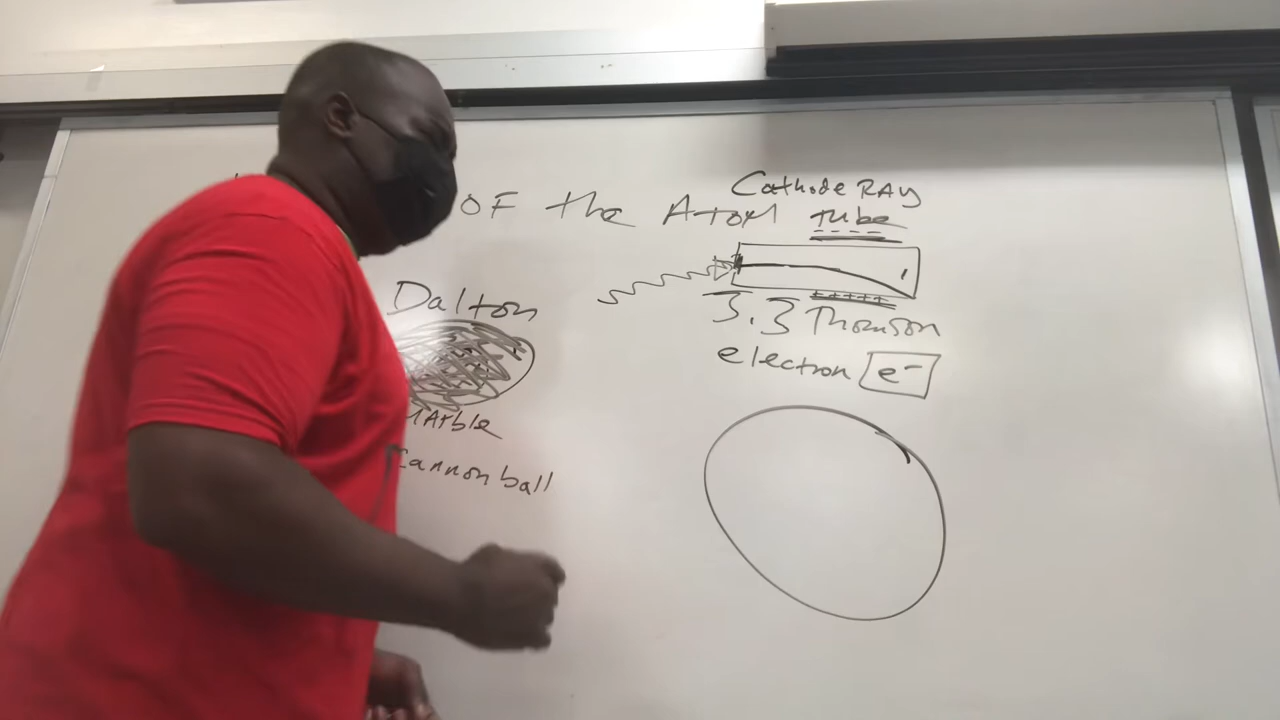 OF the Atom
Cathode RAY
tube
- - - -
Dalton
+++++
J.J Thomson
electron e-
Marble
Cannonball